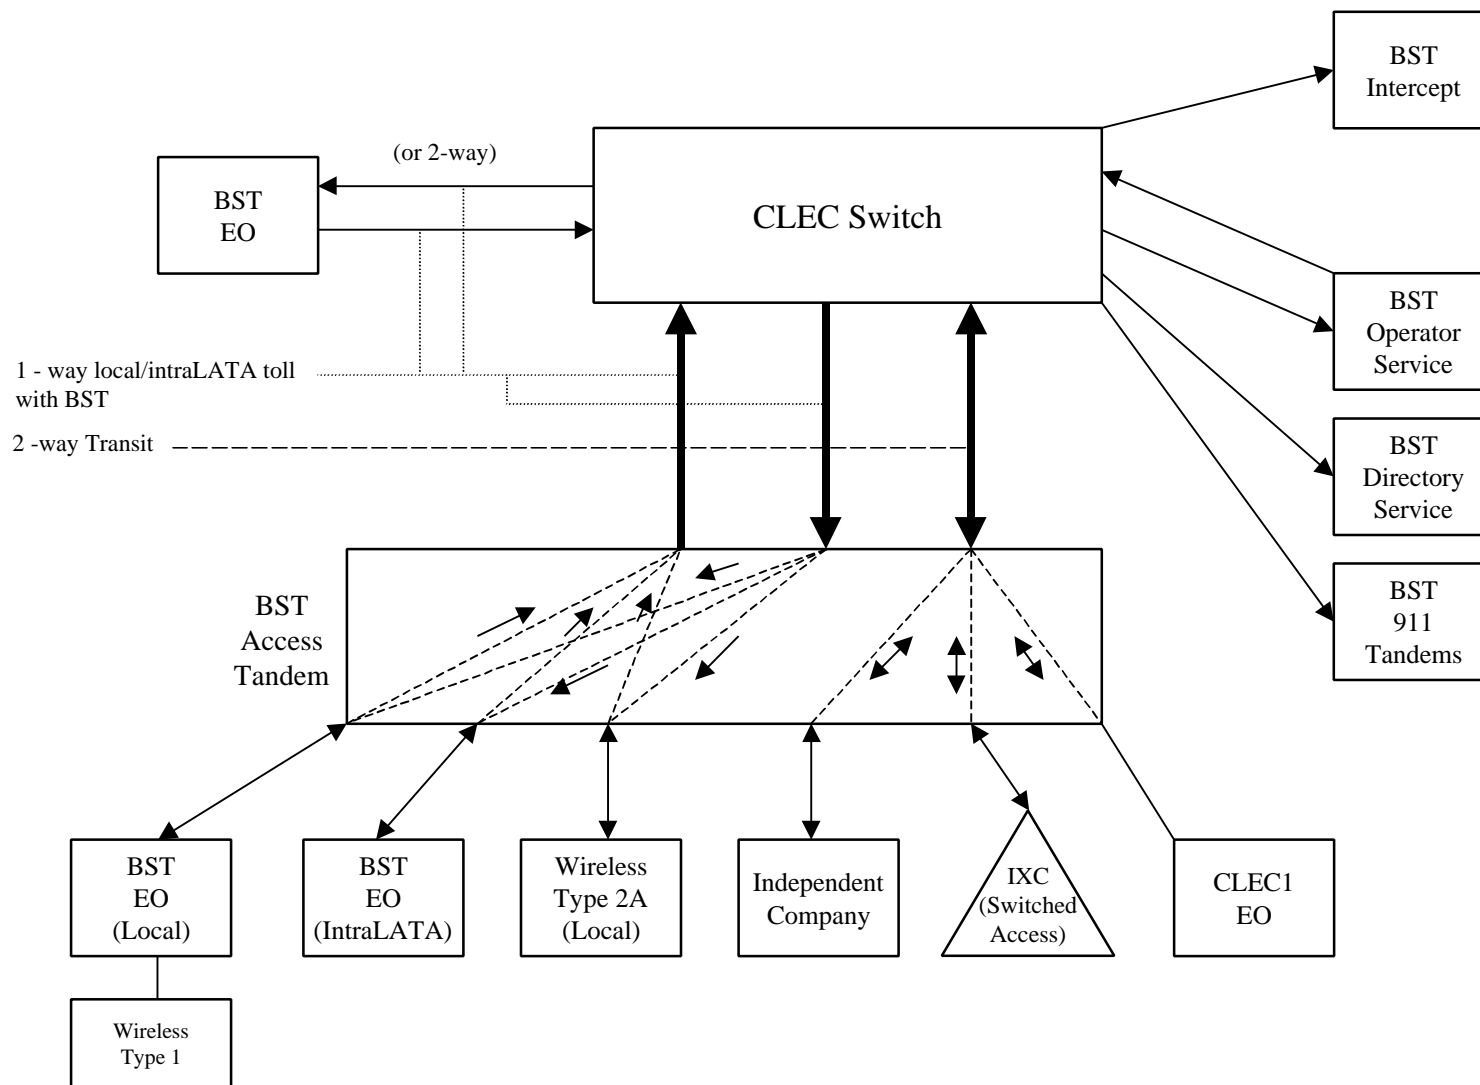 BST
Intercept
(or 2-way)
BST
EO
CLEC Switch
BST
Operator
Service
1 - way local/intraLATA toll
with BST
2 -way Transit
BST
Directory
Service
BST
911
Tandems
BST
Access
Tandem
BST
EO
(Local)
BST
EO
(IntraLATA)
Wireless
Type 2A
(Local)
Independent
Company
IXC
(Switched
Access)
CLEC1
EO
Wireless
Type 1